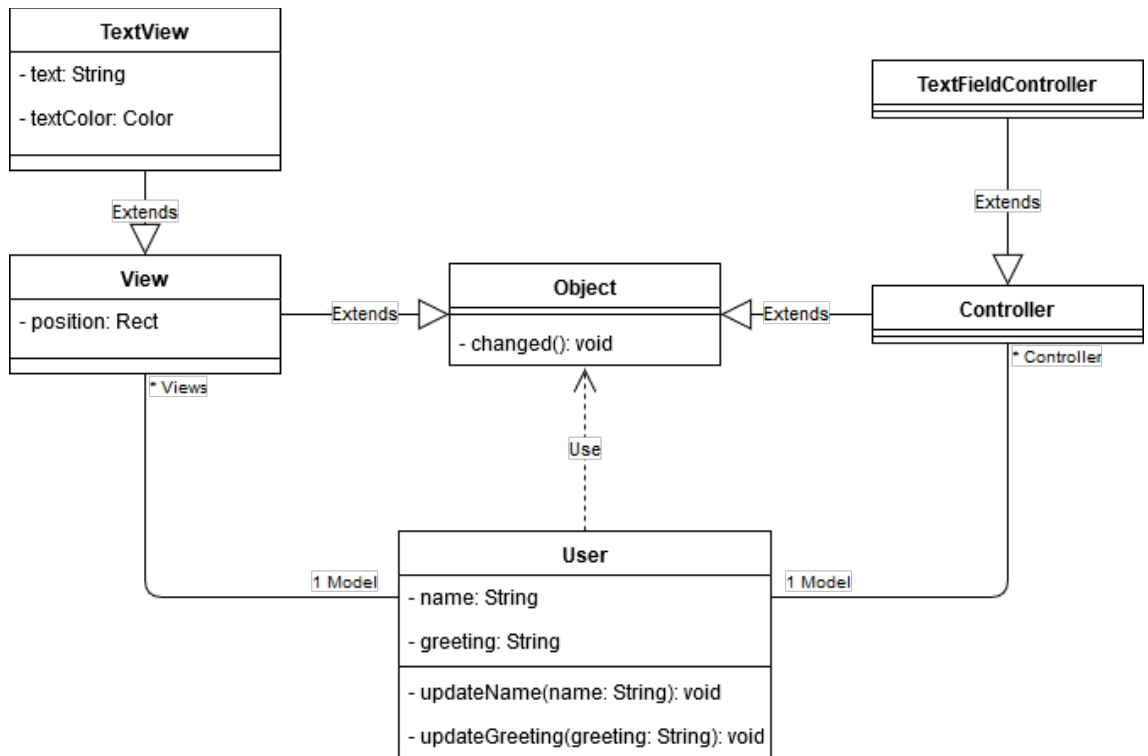 TextView
- text: String
- textColor: Color
TextFieldController
Extends
Extends
View
- position: Rect
Extends
Object
- changed(): void
Extends
Controller
* Views
* Controller
Use
User
1 Model
1 Model
- name: String
- greeting: String
- updateName(name: String): void
- updateGreeting(greeting: String): void